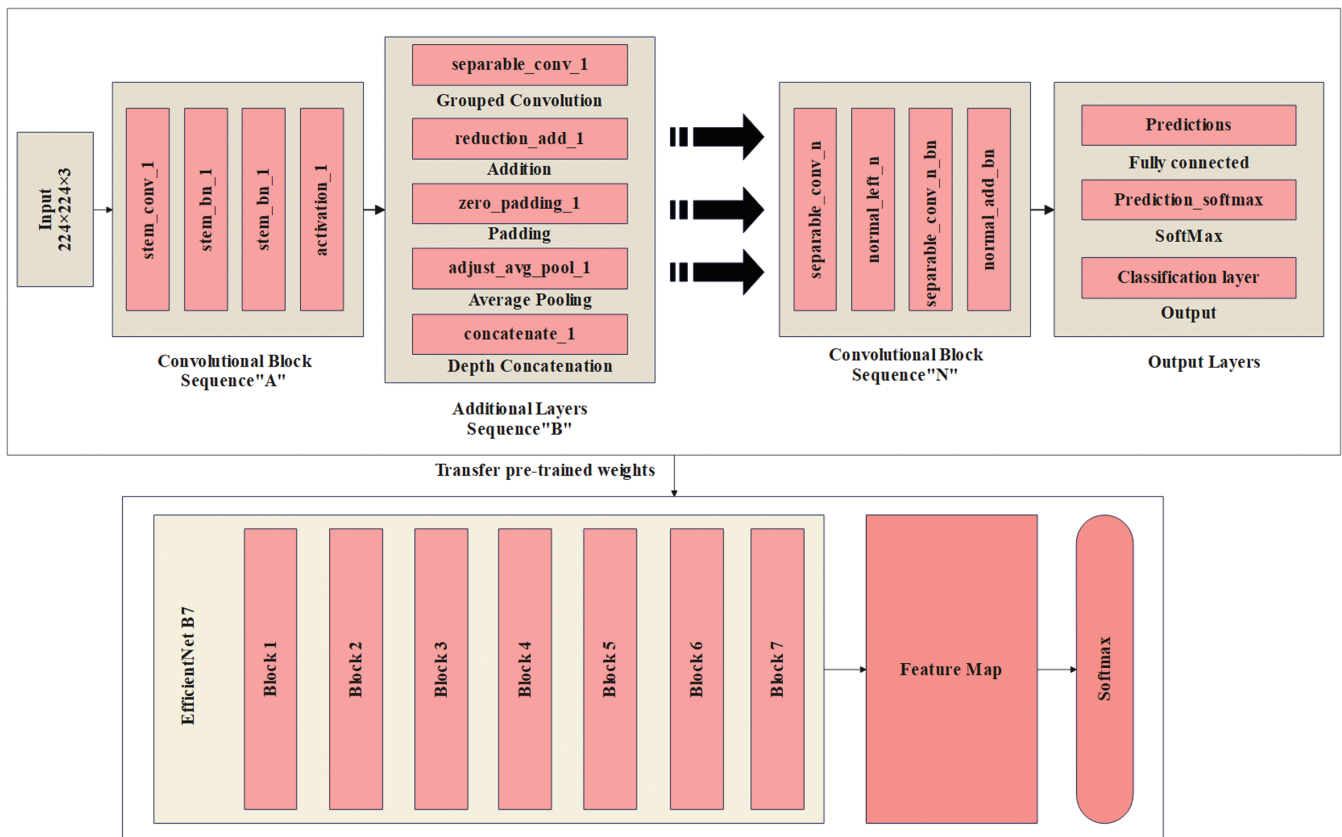 Input
224×224×3
stem_conv_1
stem_bn_1
stem_bn_1
activation_1
Convolutional Block
Sequence"A"
separable_conv_1
Grouped Convolution
reduction_add_1
Addition
zero_padding_1
Padding
adjust_avg_pool_1
Average Pooling
concatenate_1
Depth Concatenation
Additional Layers
Sequence"B"
separable_conv_n
normal_left_n
separable_conv_n_bn
normal_add_bn
Convolutional Block
Sequence"N"
Predictions
Fully connected
Prediction_softmax
SoftMax
Classification layer
Output
Output Layers
Transfer pre-trained weights
EfficientNet B7
Block 1
Block 2
Block 3
Block 4
Block 5
Block 6
Block 7
Feature Map
Softmax